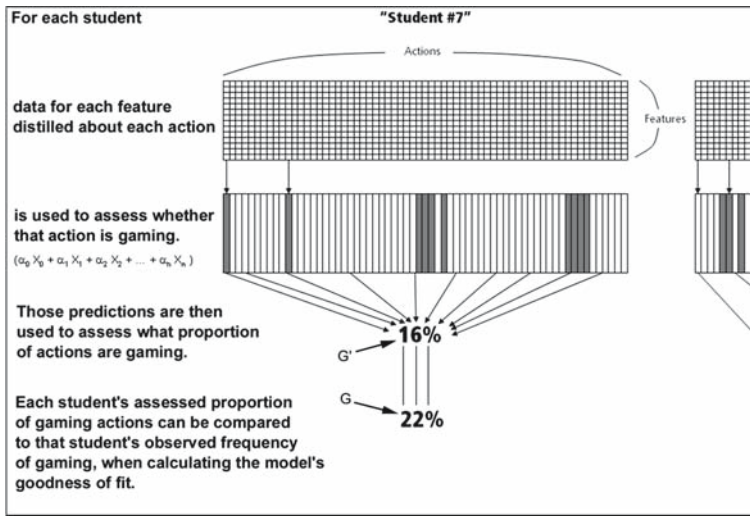 For each student
"Student #7"
Actions
data for each feature
distilled about each action
Features
is used to assess whether
that action is gaming.
(α₀ X₀ + α₁ X₁ + α₂ X₂ + ... + αₙ Xₙ )
Those predictions are then
used to assess what proportion
of actions are gaming.
16%
G'
Each student's assessed proportion
of gaming actions can be compared
to that student's observed frequency
of gaming, when calculating the model's
goodness of fit.
G
22%